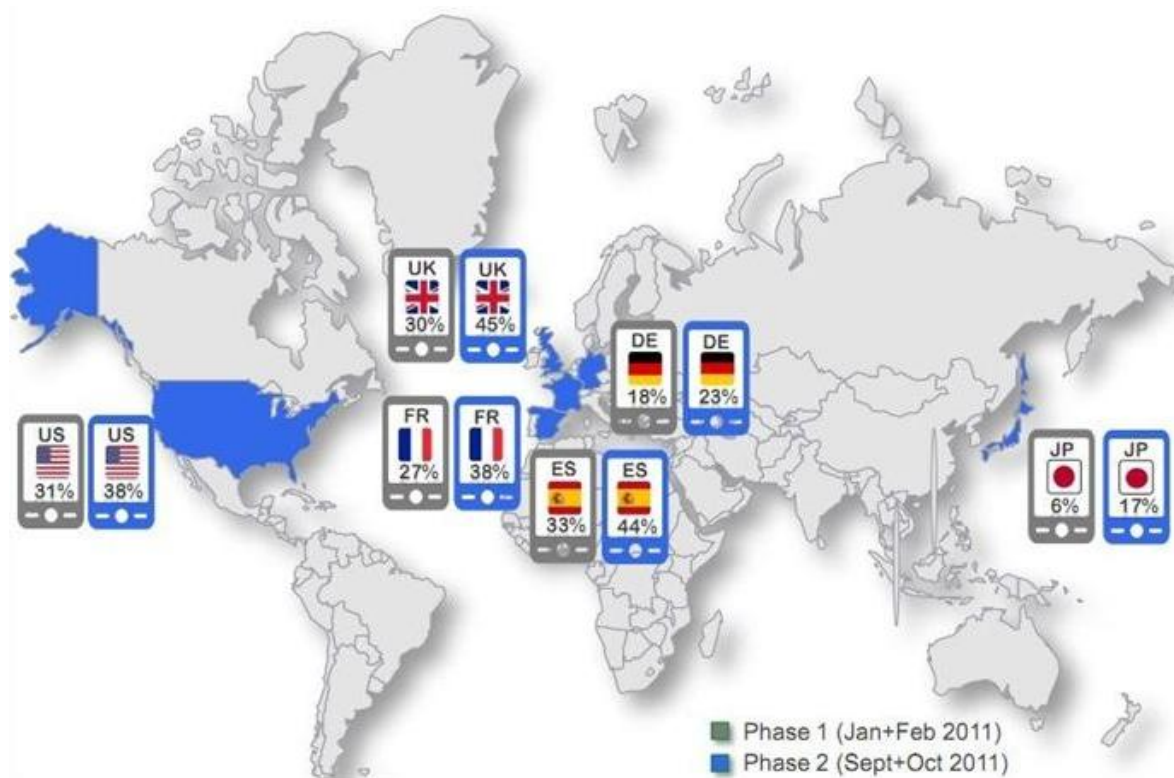 UK
30%
UK
45%
DE
18%
DE
23%
US
31%
US
38%
FR
27%
FR
38%
ES
33%
ES
44%
JP
6%
JP
17%
Phase 1 (Jan+Feb 2011)
Phase 2 (Sept+Oct 2011)